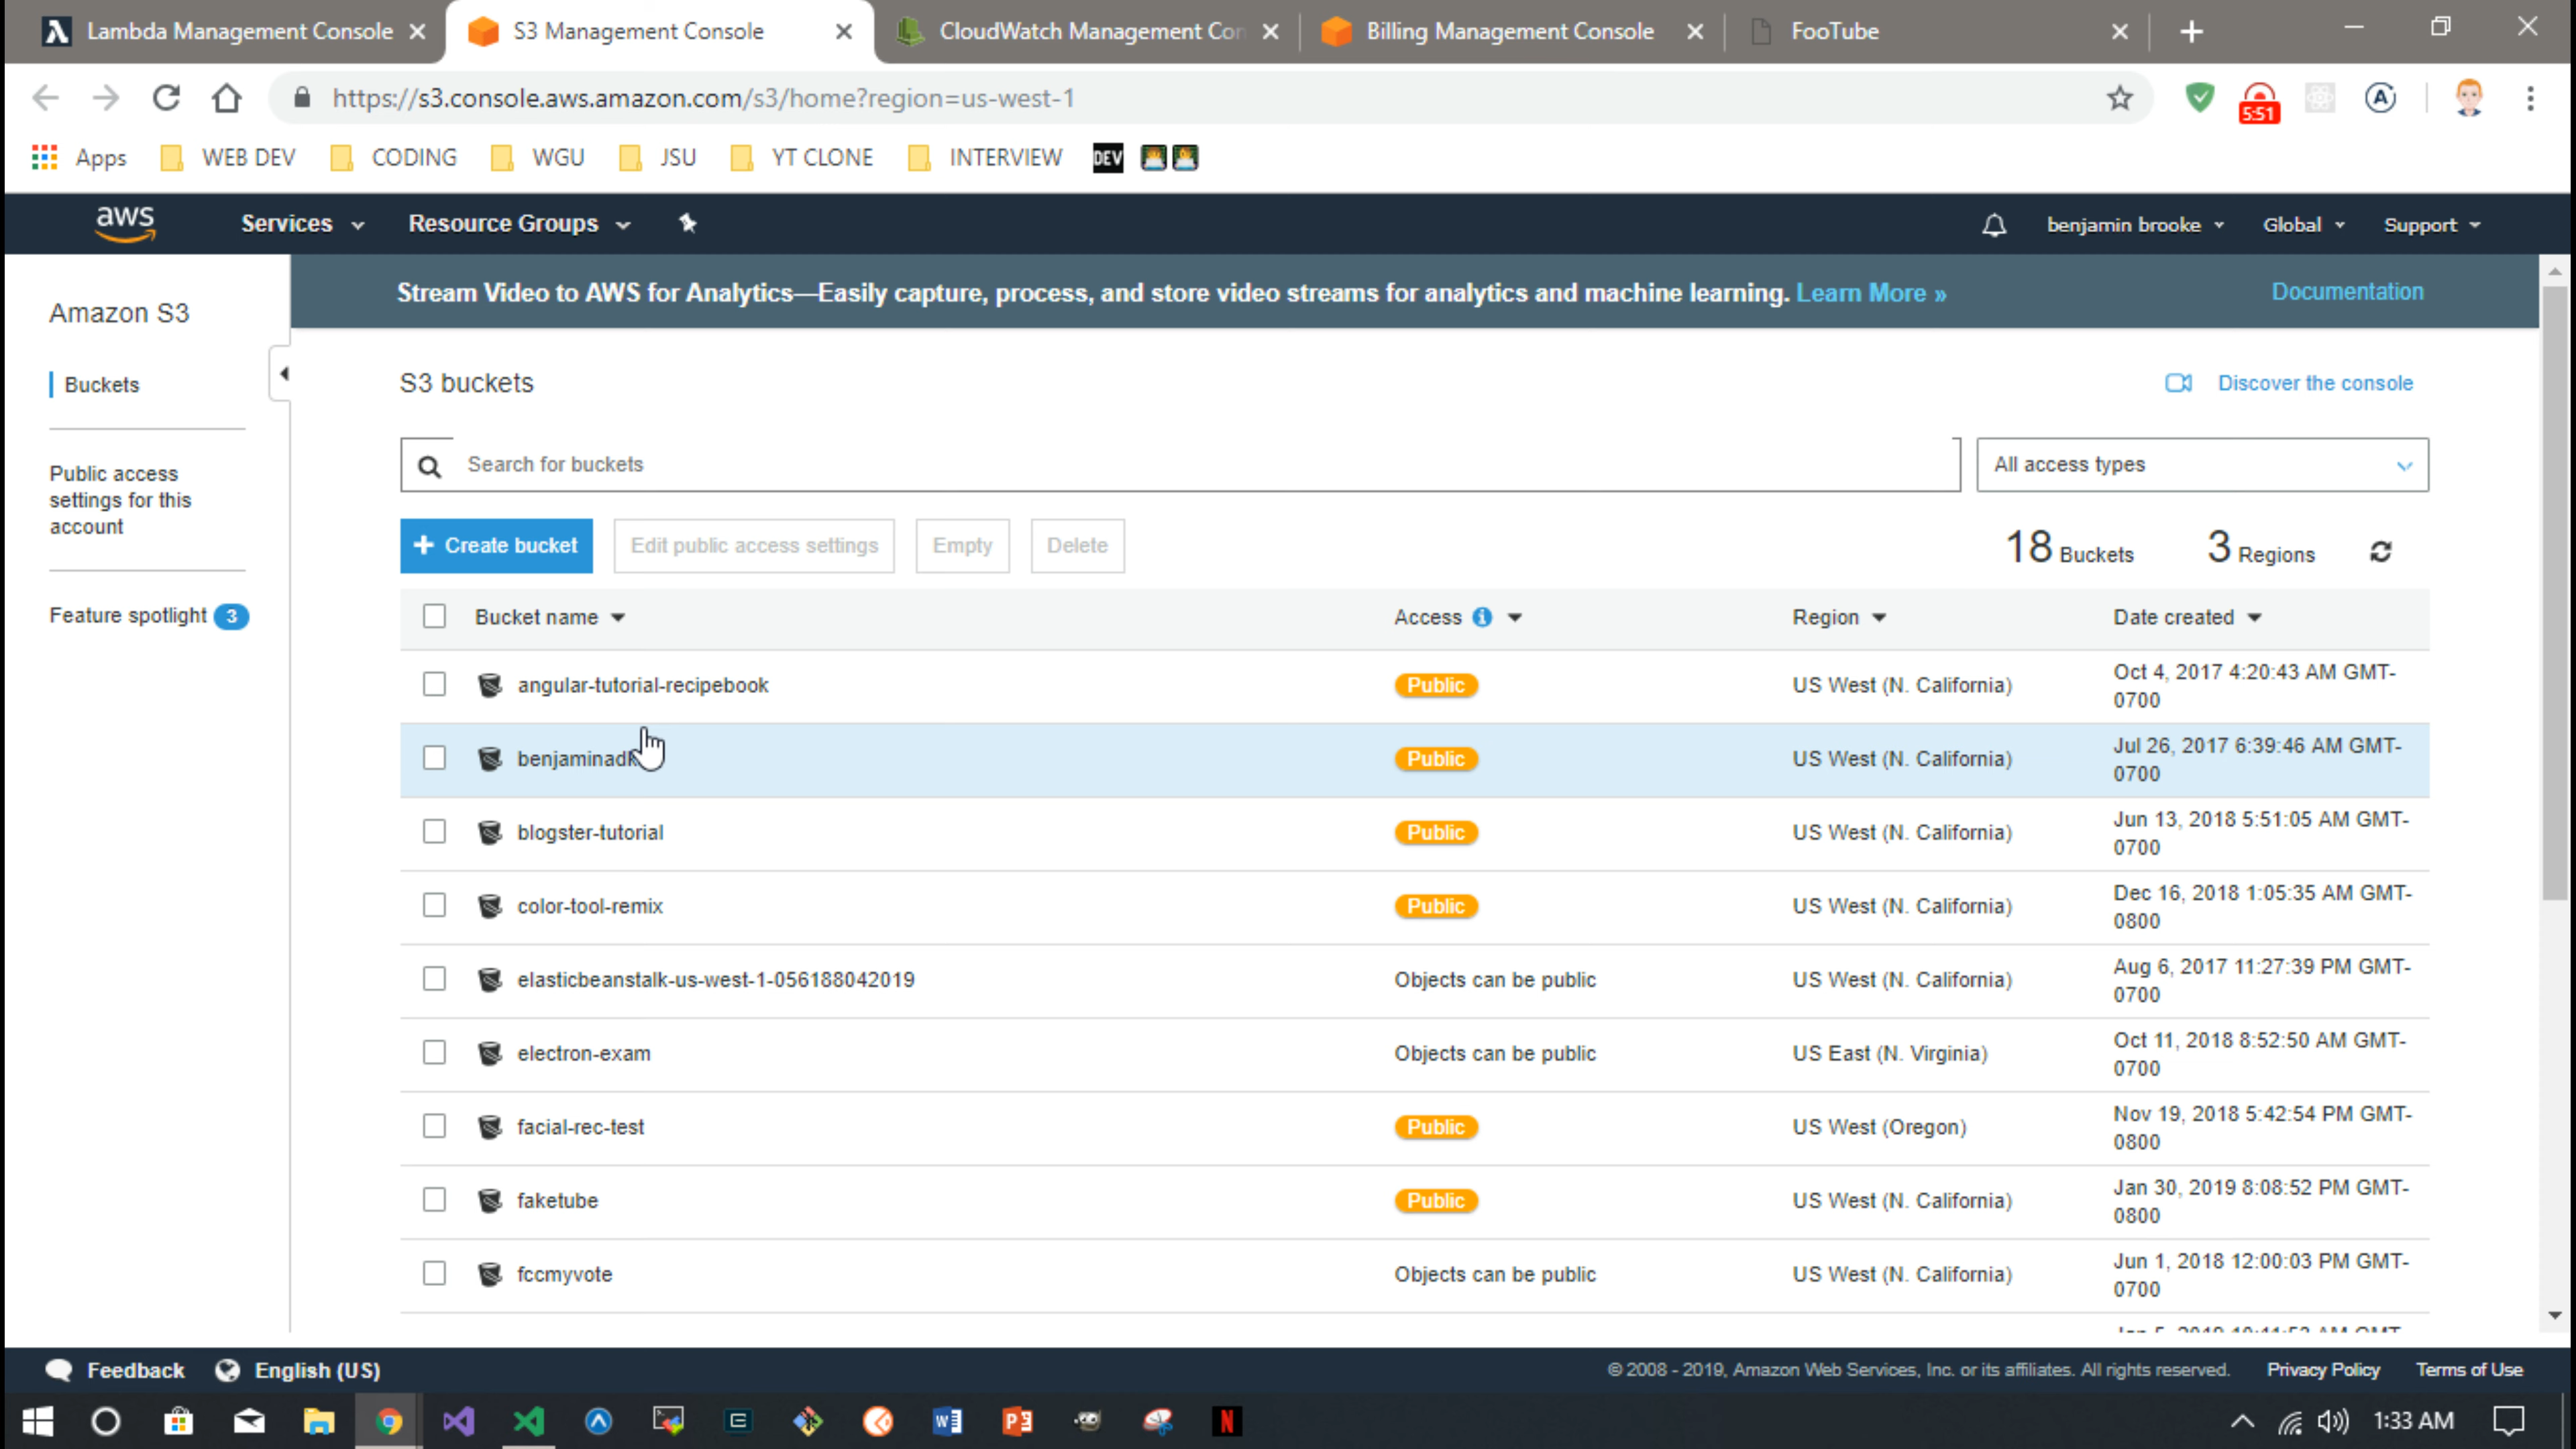 Lambda Management Console
S3 Management Console
CloudWatch Management Con
Billing Management Console
FooTube
https://s3.console.aws.amazon.com/s3/home?region=us-west-1
5:51
Apps
WEB DEV
CODING
WGU
JSU
YT CLONE
INTERVIEW
DEV
aws
Services
Resource Groups
benjamin brooke
Global
Support
Amazon S3
Buckets
Public access
settings for this
account
Feature spotlight 3
Stream Video to AWS for Analytics—Easily capture, process, and store video streams for analytics and machine learning. Learn More »
Documentation
S3 buckets
Discover the console
Search for buckets
All access types
+ Create bucket
Edit public access settings
Empty
Delete
18 Buckets
3 Regions
Bucket name
Access
Region
Date created
angular-tutorial-recipebook
Public
US West (N. California)
Oct 4, 2017 4:20:43 AM GMT-
0700
Public
US West (N. California)
Jul 26, 2017 6:39:46 AM GMT-
0700
blogster-tutorial
Public
US West (N. California)
Jun 13, 2018 5:51:05 AM GMT-
0700
color-tool-remix
Public
US West (N. California)
Dec 16, 2018 1:05:35 AM GMT-
0800
elasticbeanstalk-us-west-1-056188042019
Objects can be public
US West (N. California)
Aug 6, 2017 11:27:39 PM GMT-
0700
electron-exam
Objects can be public
US East (N. Virginia)
Oct 11, 2018 8:52:50 AM GMT-
0700
facial-rec-test
Public
US West (Oregon)
Nov 19, 2018 5:42:54 PM GMT-
0800
faketube
Public
US West (N. California)
Jan 30, 2019 8:08:52 PM GMT-
0800
fccmyvote
Objects can be public
US West (N. California)
Jun 1, 2018 12:00:03 PM GMT-
0700
Feedback
English (US)
© 2008 - 2019, Amazon Web Services, Inc. or its affiliates. All rights reserved.
Privacy Policy
Terms of Use
1:33 AM